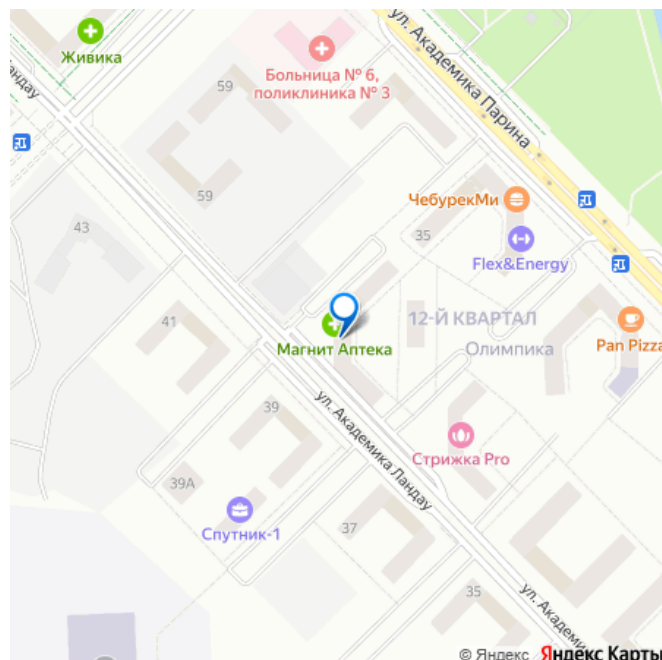 Живика
Ландау
59
Больница № 6,
поликлиника № 3
ул. Академика Парина
59
ЧебурекМи
43
35
Flex&Energy
12-Й КВАРТАЛ
Олимпика
Pan Pizza
41
Магнит Аптека
39
ул. Академика Ландау
Стрижка Pro
39А
Спутник-1
37
35
ул. Академи
© Яндекс Яндекс Карты